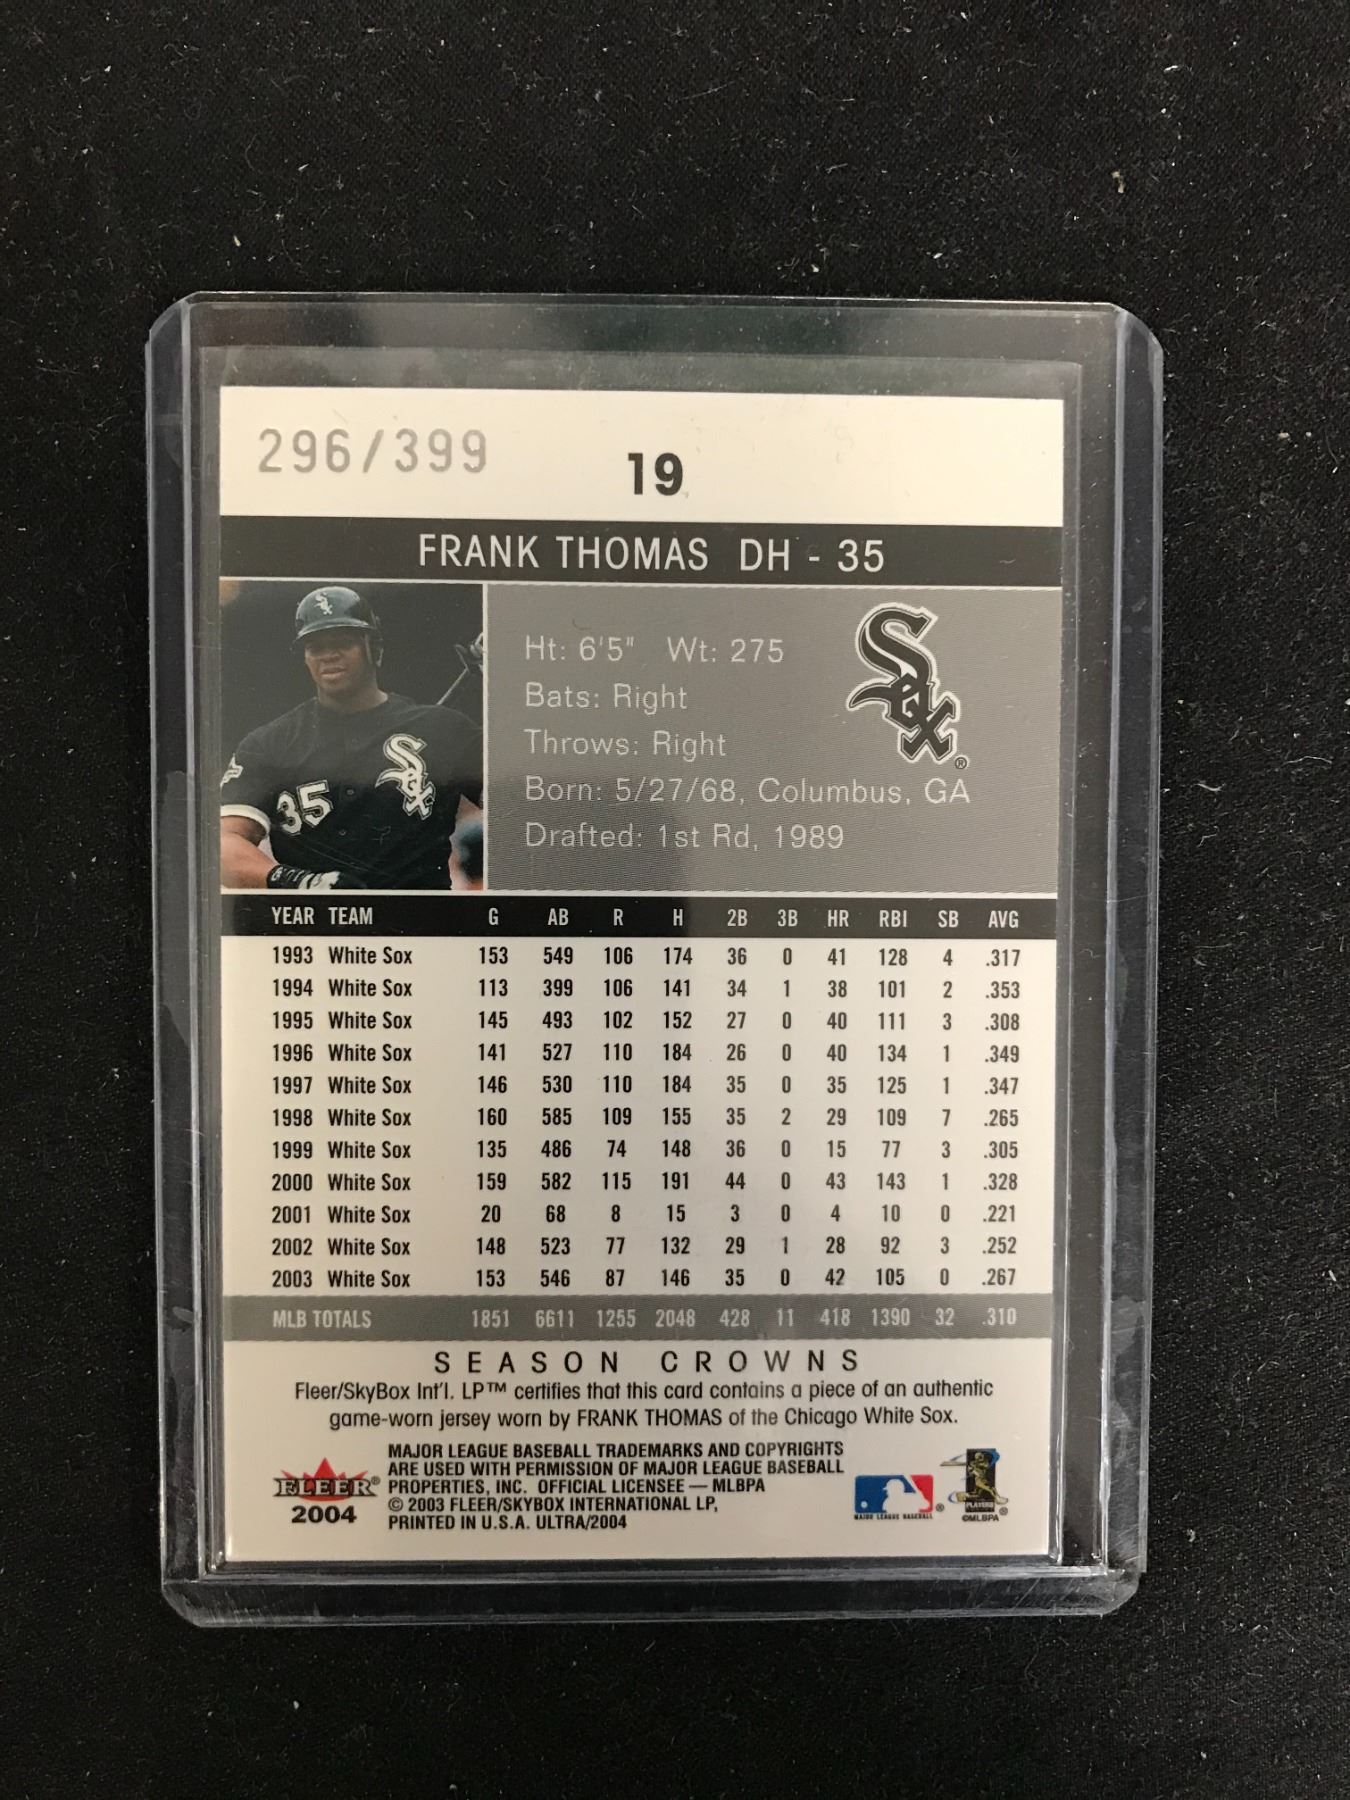 296/399
19
FRANK THOMAS DH - 35
Ht: 6'5" Wt: 275
Bats: Right
Throws: Right
Born: 5/27/68, Columbus, GA
Drafted: 1st Rd, 1989
Sox®
35 Sox
YEAR TEAM G AB R H 2B 3B HR RBI SB AVG
1993 White Sox 153 549 106 174 36 0 41 128 4 .317
1994 White Sox 113 399 106 141 34 1 38 101 2 .353
1995 White Sox 145 493 102 152 27 0 40 111 3 .308
1996 White Sox 141 527 110 184 26 0 40 134 1 .349
1997 White Sox 146 530 110 184 35 0 35 125 1 .347
1998 White Sox 160 585 109 155 35 2 29 109 7 .265
1999 White Sox 135 486 74 148 36 0 15 77 3 .305
2000 White Sox 159 582 115 191 44 0 43 143 1 .328
2001 White Sox 20 68 8 15 3 0 4 10 0 .221
2002 White Sox 148 523 77 132 29 1 28 92 3 .252
2003 White Sox 153 546 87 146 35 0 42 105 0 .267
MLB TOTALS 1851 6611 1255 2048 428 11 418 1390 32 .310
SEASON CROWNS
Fleer/SkyBox Int'l. LP™ certifies that this card contains a piece of an authentic
game-worn jersey worn by FRANK THOMAS of the Chicago White Sox.
MAJOR LEAGUE BASEBALL TRADEMARKS AND COPYRIGHTS
ARE USED WITH PERMISSION OF MAJOR LEAGUE BASEBALL
PROPERTIES, INC. OFFICIAL LICENSEE — MLBPA
© 2003 FLEER/SKYBOX INTERNATIONAL LP,
PRINTED IN U.S.A. ULTRA/2004
FLEER®
2004
MAJOR LEAGUE BASEBALL®
PLAYERS
©MLBPA®